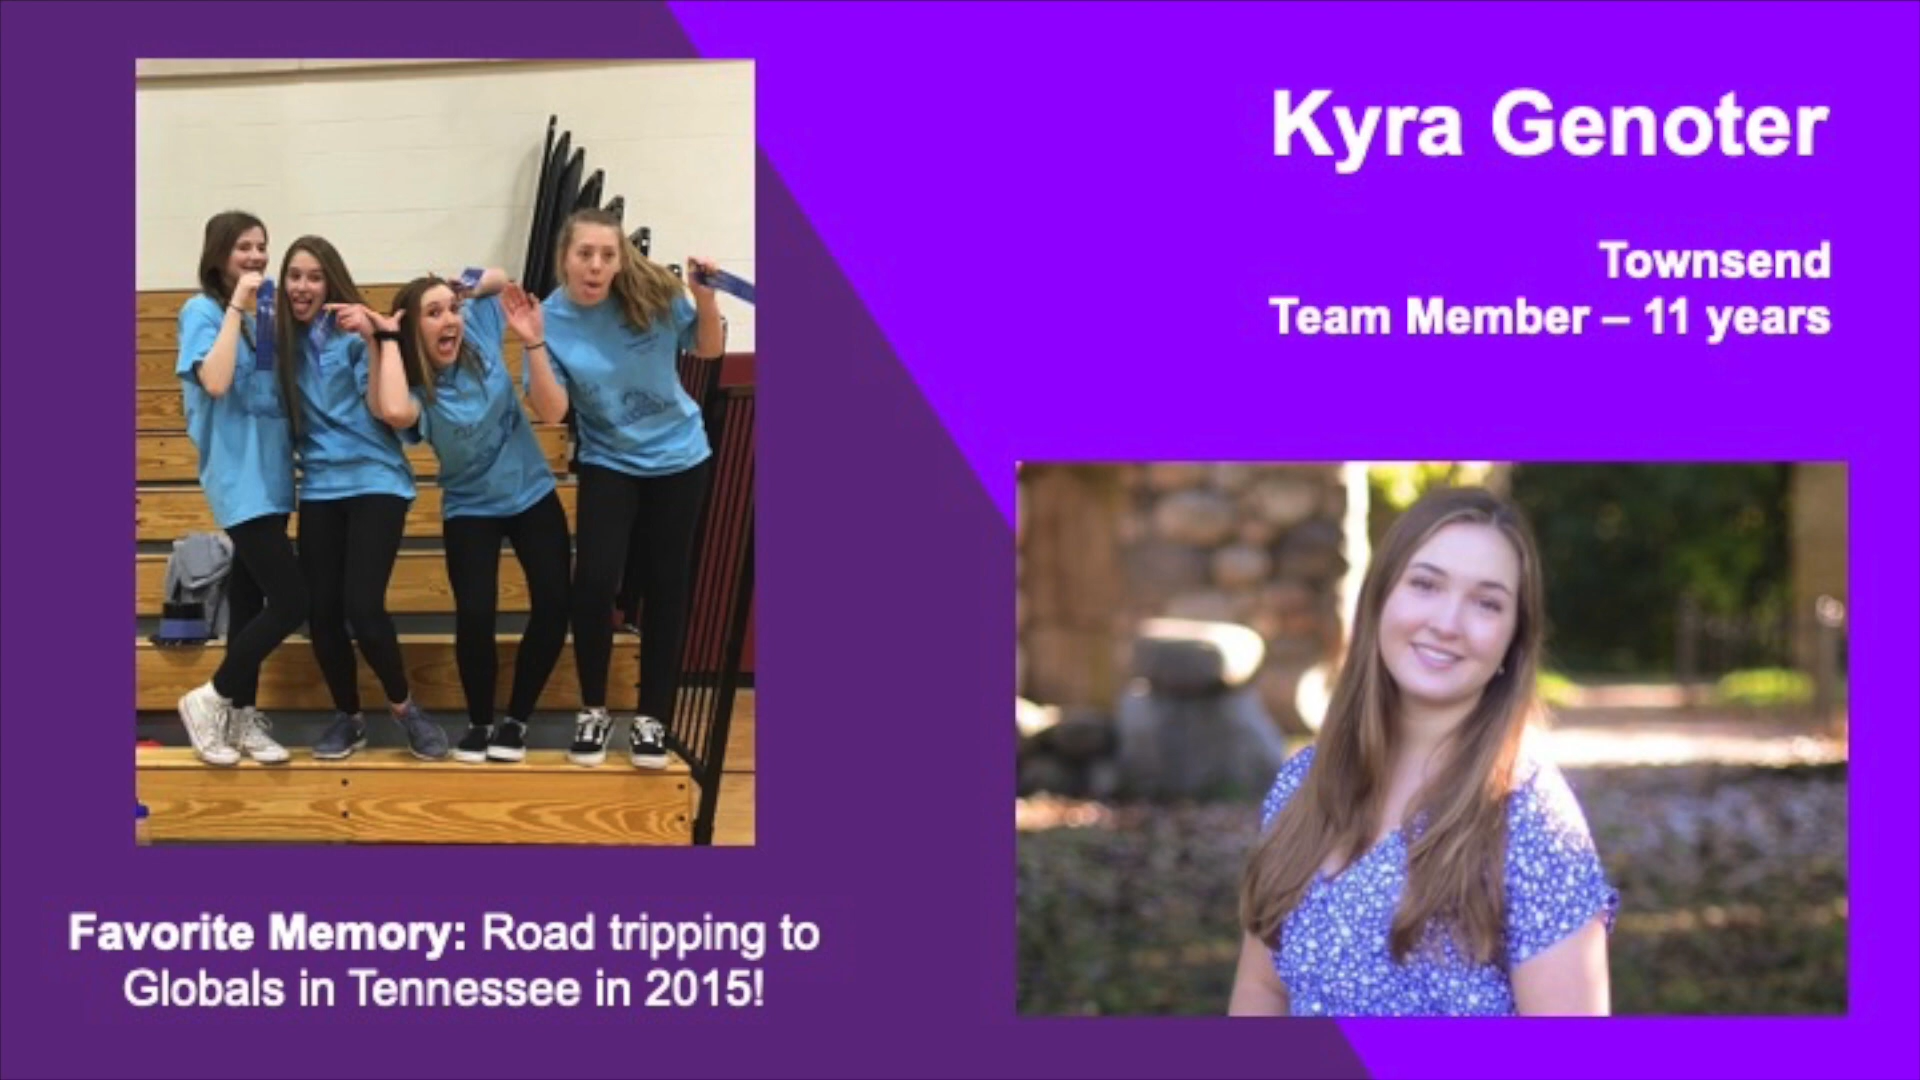 Kyra Genoter
Townsend
Team Member – 11 years
Favorite Memory: Road tripping to
Globals in Tennessee in 2015!